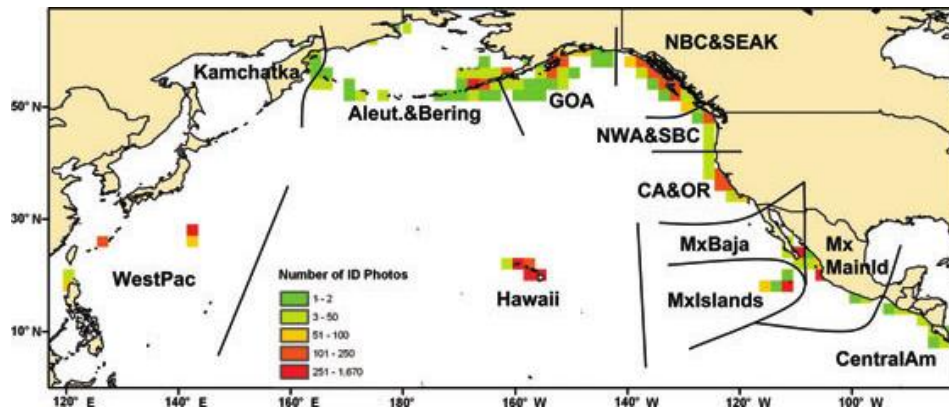 NBC&SEAK
Kamchatka
GOA
Aleut.&Bering
50° N
NWA&SBC
CA&OR
30° N
MxBaja
Mx
MainId
WestPac
Number of ID Photos
1 - 2
3 - 50
51 - 100
101 - 250
251 - 1,670
Hawaii
MxIslands
10° N
CentralAm
120° E 140° E 160° E 180° 160° W 140° W 120° W 100° W